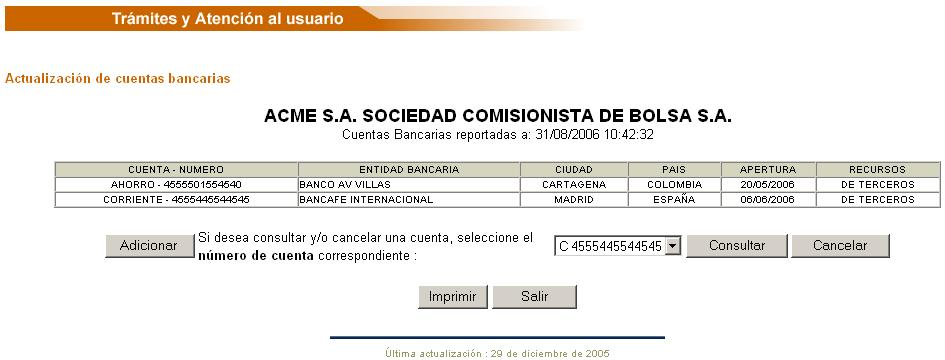 Trámites y Atención al usuario
Actualización de cuentas bancarias
ACME S.A. SOCIEDAD COMISIONISTA DE BOLSA S.A.
Cuentas Bancarias reportadas a: 31/08/2006 10:42:32
CUENTA - NUMERO ENTIDAD BANCARIA CIUDAD PAIS APERTURA RECURSOS
AHORRO - 4555501554540 BANCO AV VILLAS CARTAGENA COLOMBIA 20/05/2006 DE TERCEROS
CORRIENTE - 4555445544545 BANCAFE INTERNACIONAL MADRID ESPAÑA 06/06/2006 DE TERCEROS
Adicionar Si desea consultar y/o cancelar una cuenta, seleccione el C 4555445544545 Consultar Cancelar
número de cuenta correspondiente :
Imprimir Salir
Última actualización : 29 de diciembre de 2005